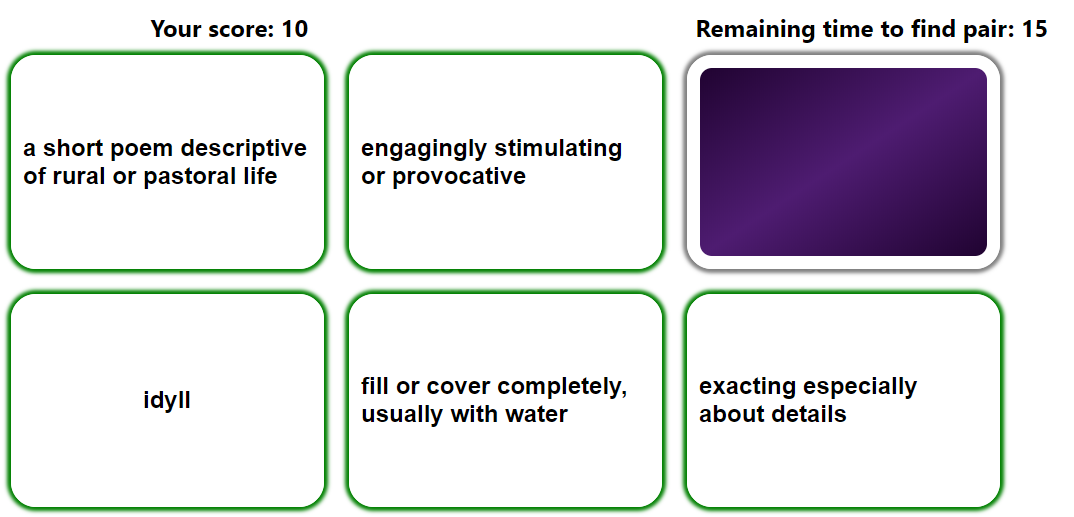 Your score: 10
Remaining time to find pair: 15
a short poem descriptive
of rural or pastoral life
engagingly stimulating
or provocative
idyll
fill or cover completely,
usually with water
exacting especially
about details